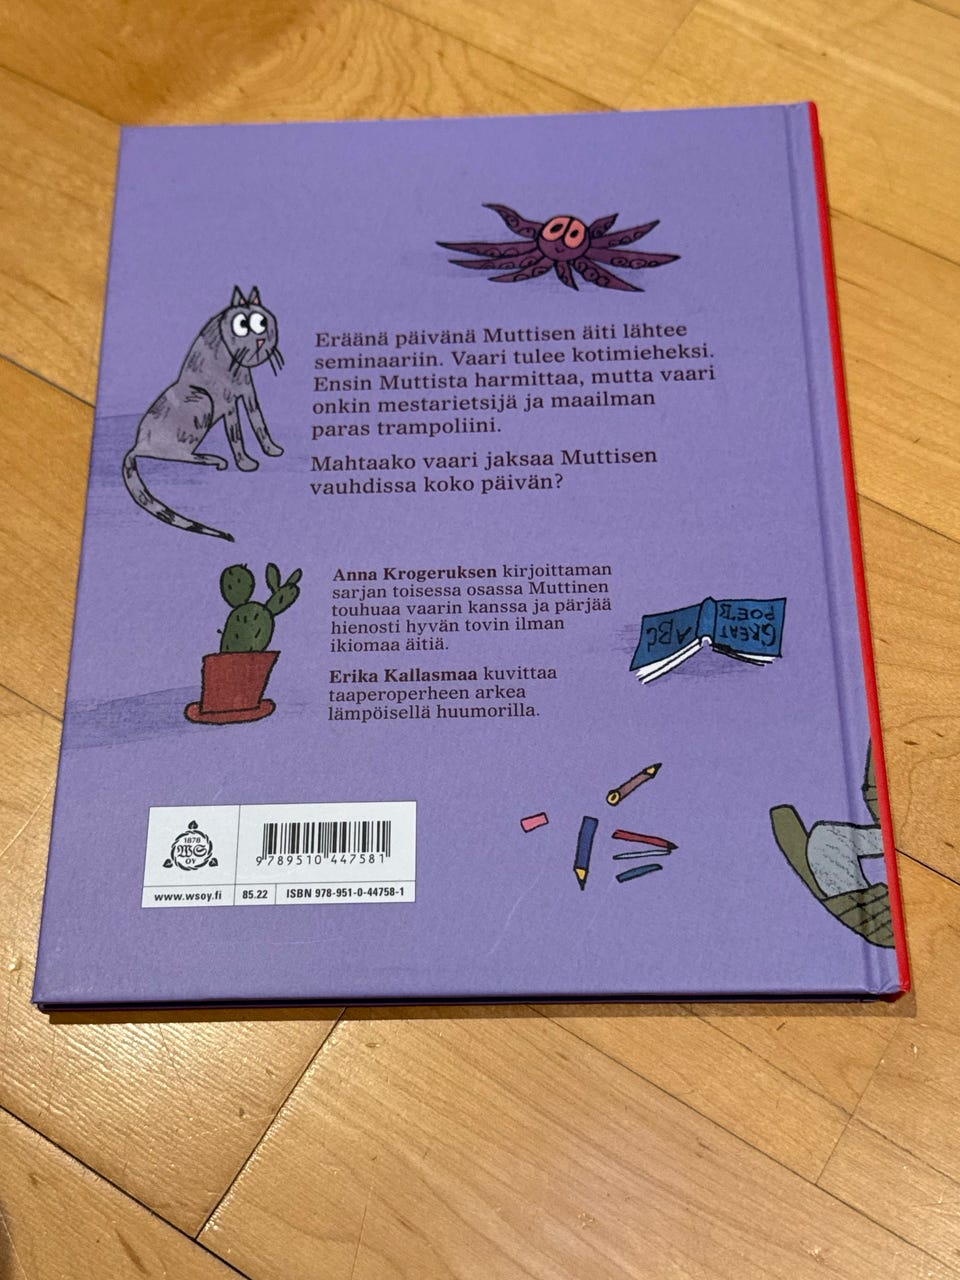 Eräänä päivänä Muttisen äiti lähtee
seminaariin. Vaari tulee kotimieheksi.
Ensin Muttista harmittaa, mutta vaari
onkin mestarietsijä ja maailman
paras trampoliini.
Mahtaako vaari jaksaa Muttisen
vauhdissa koko päivän?
Anna Krogeruksen kirjoittaman
sarjan toisessa osassa Muttinen
touhuaa vaarin kanssa ja pärjää
hienosti hyvän tovin ilman
ikiomaa äitiä.
Erika Kallasmaa kuvittaa
taaperoperheen arkea
lämpöisellä huumorilla.
ABC
GREAT
1878
WS
OY
9 789510 447581
www.wsoy.fi
85.22
ISBN 978-951-0-44758-1